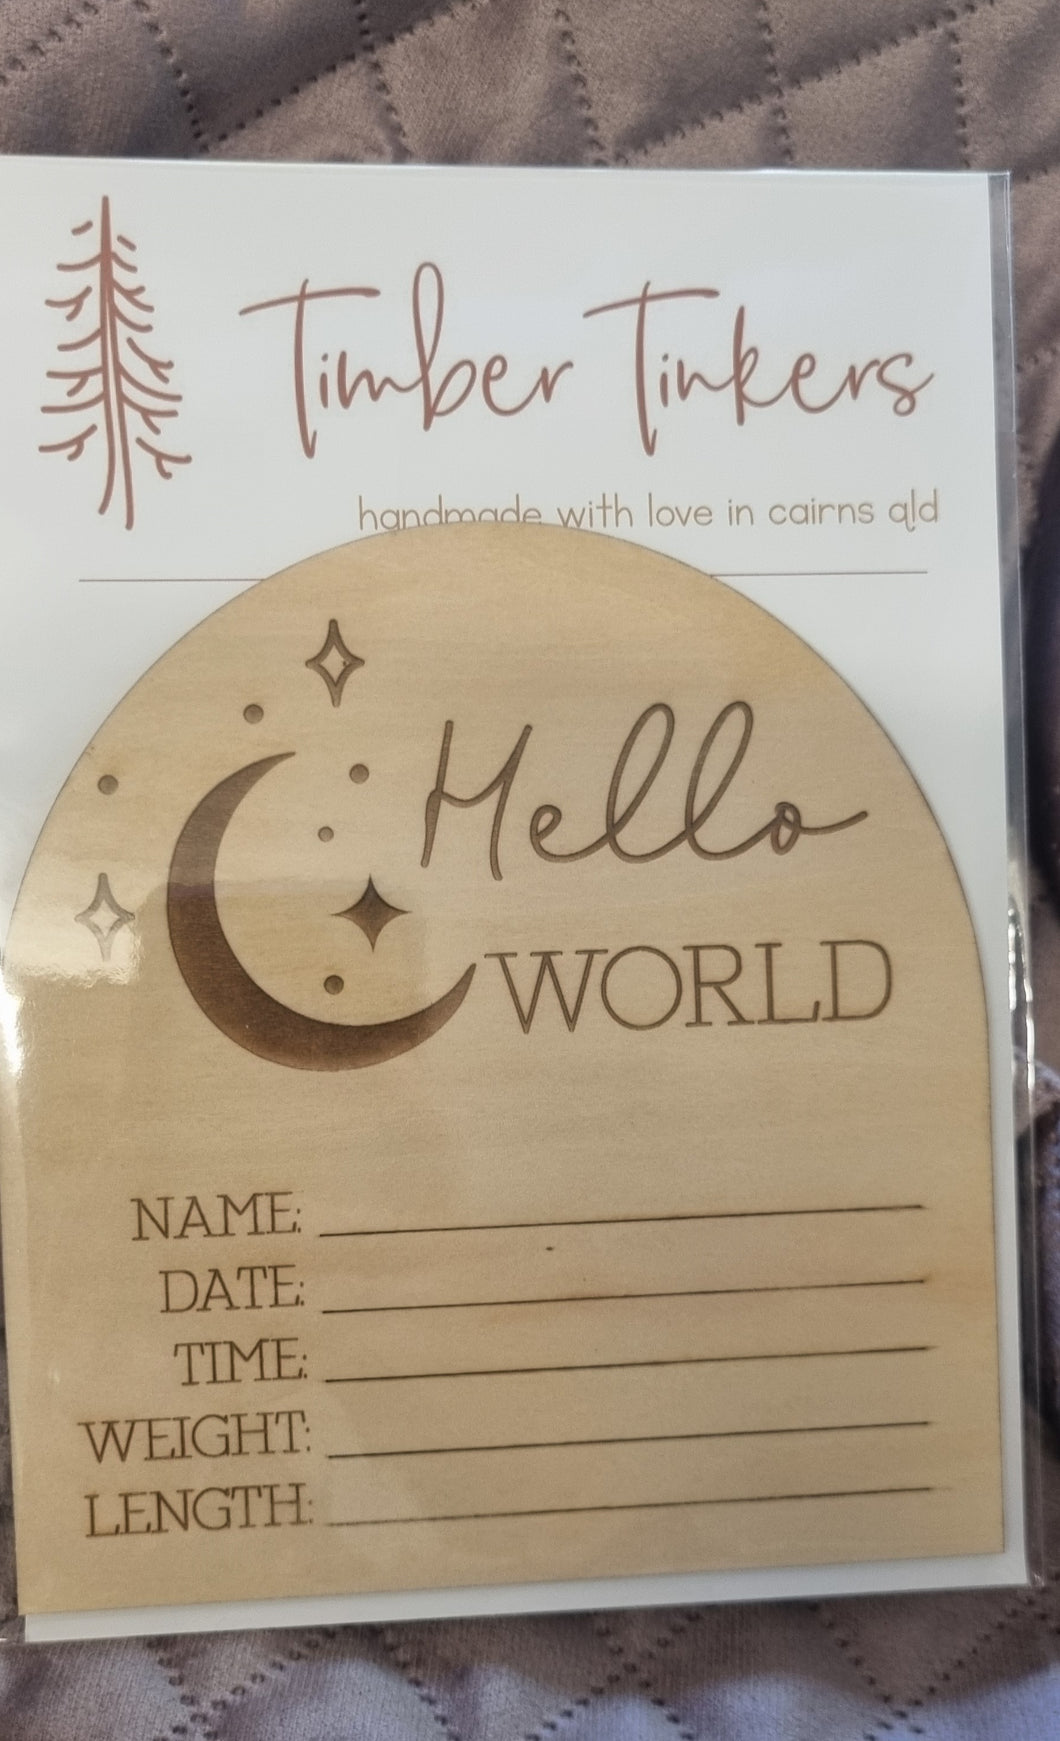 Timber Tinkers
handmade with love in cairns qld
Hello
WORLD
NAME:
DATE:
TIME:
WEIGHT:
LENGTH: